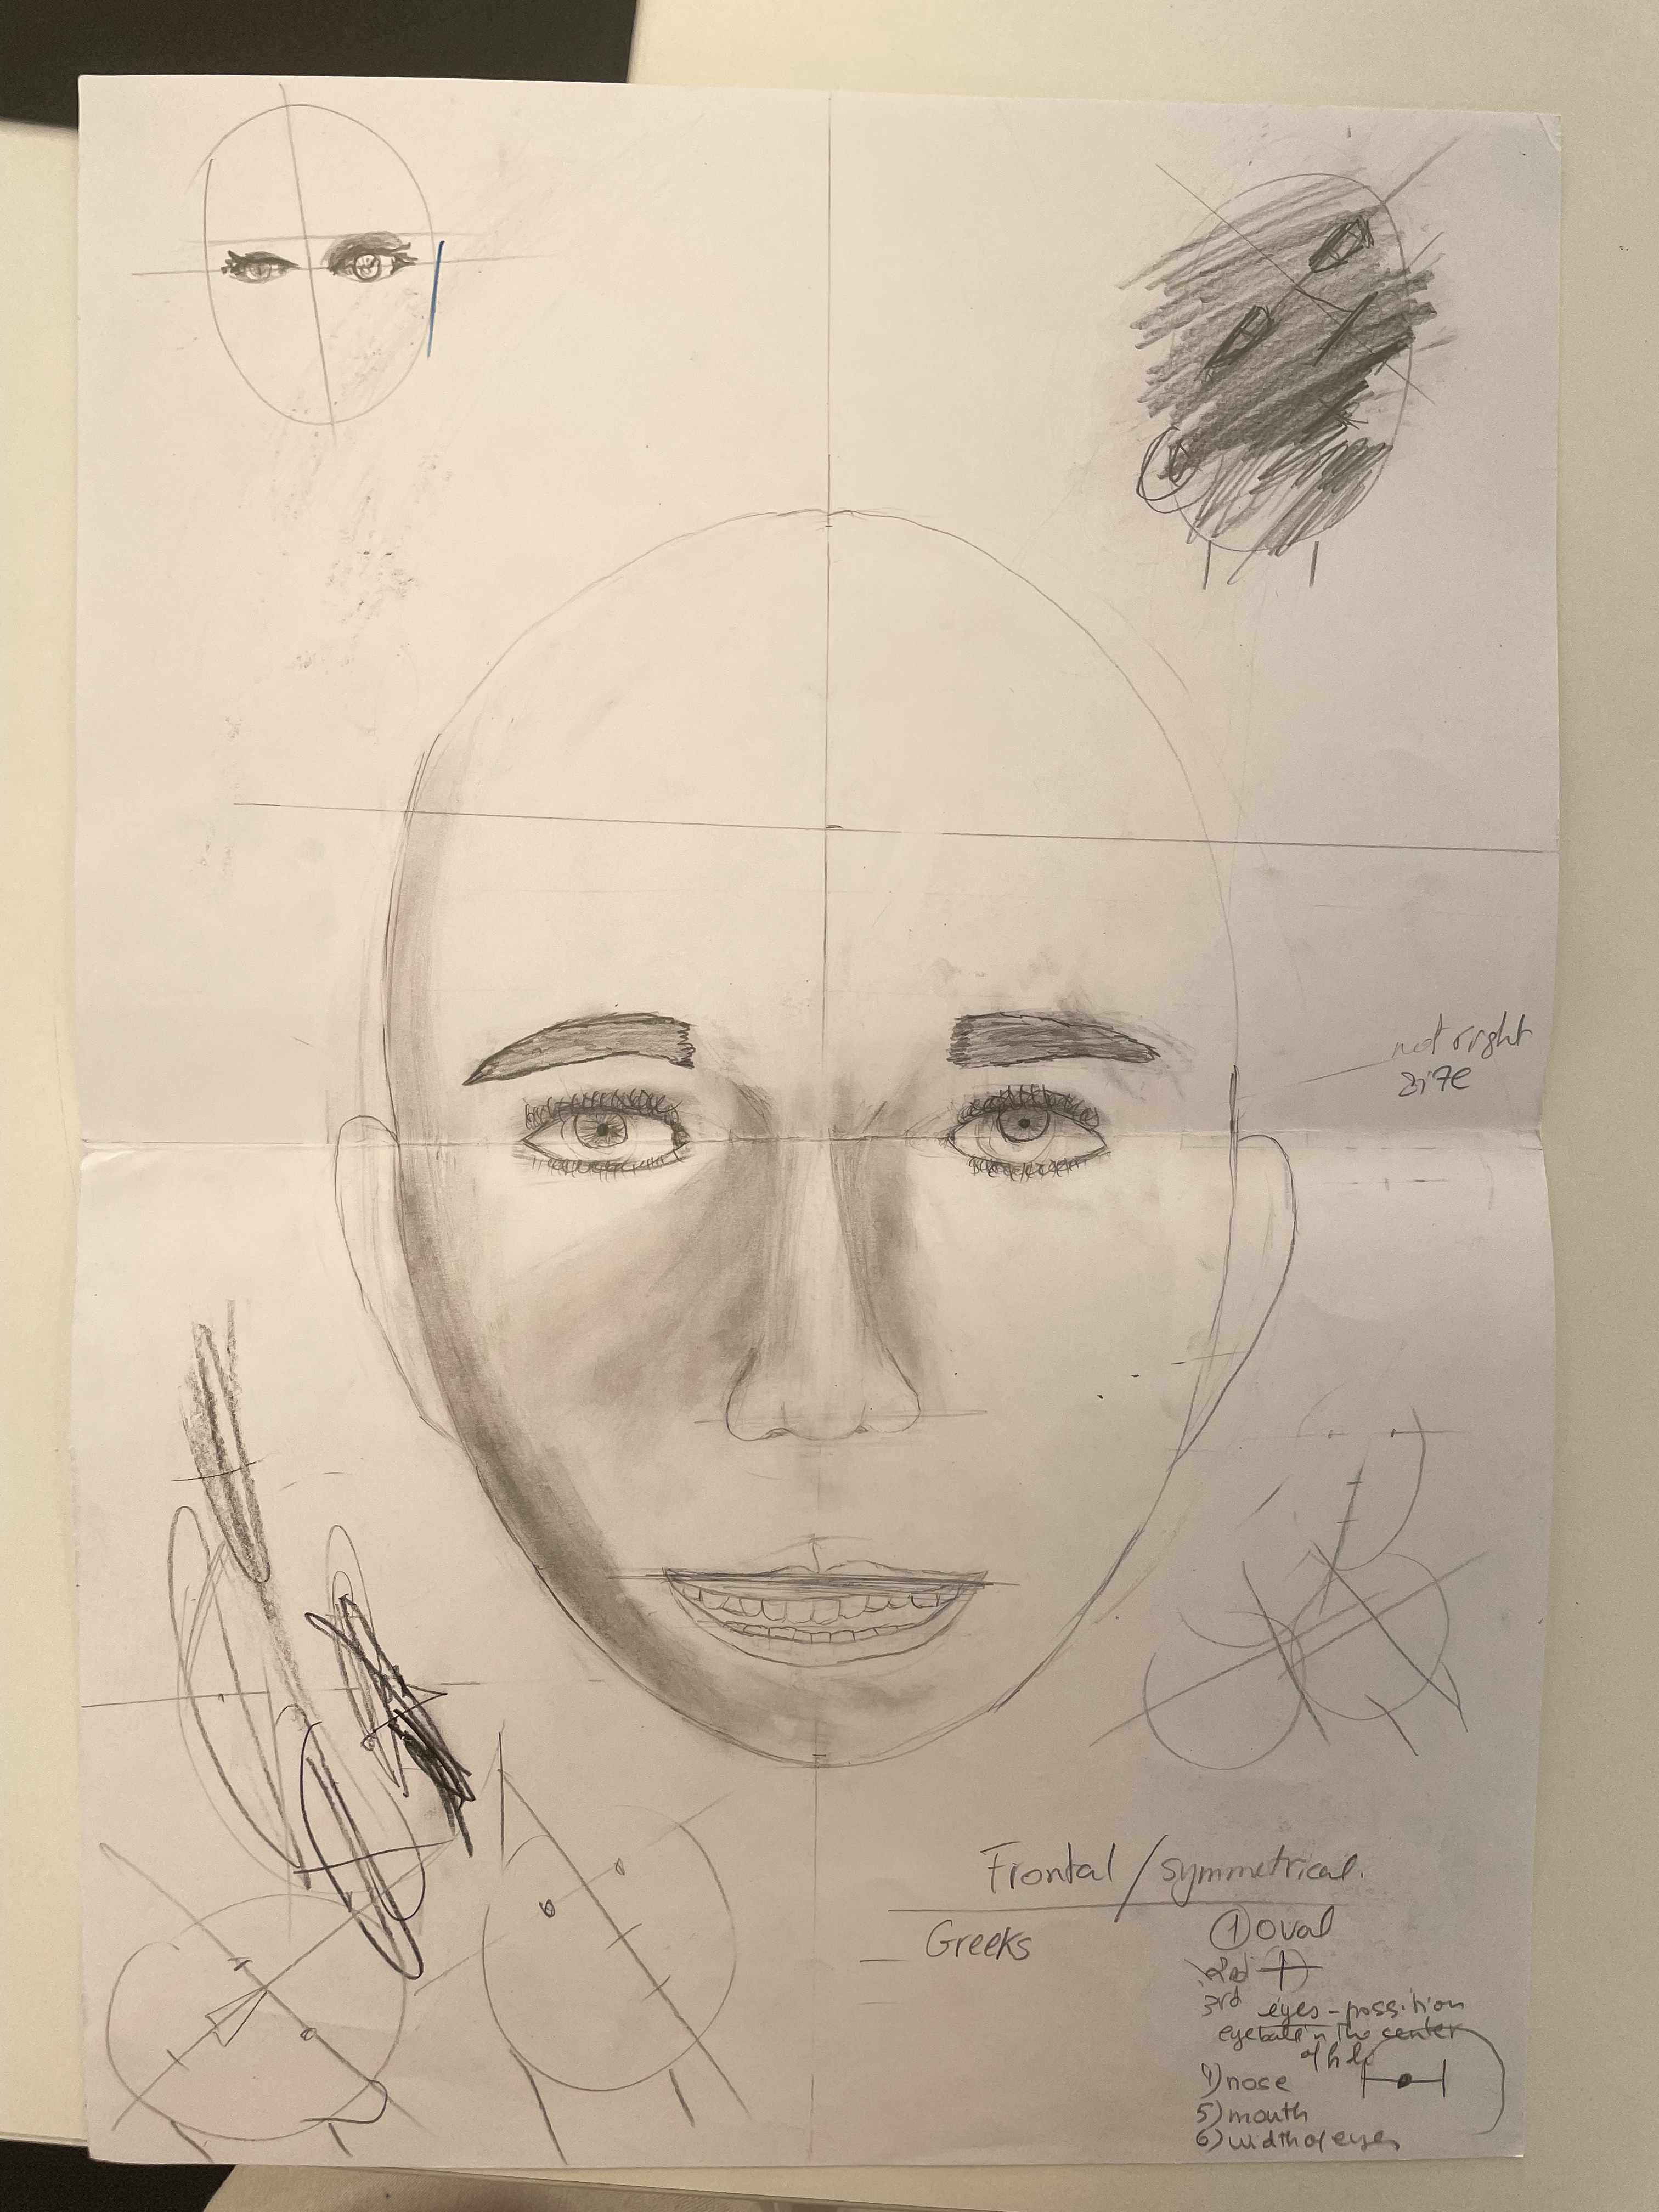 not right
size
Frontal / symmetrical.
Greeks
① oval
2nd
3rd eyes - possition
eyeball in the center
of h
4) nose
5) mouth
6) width of eyes